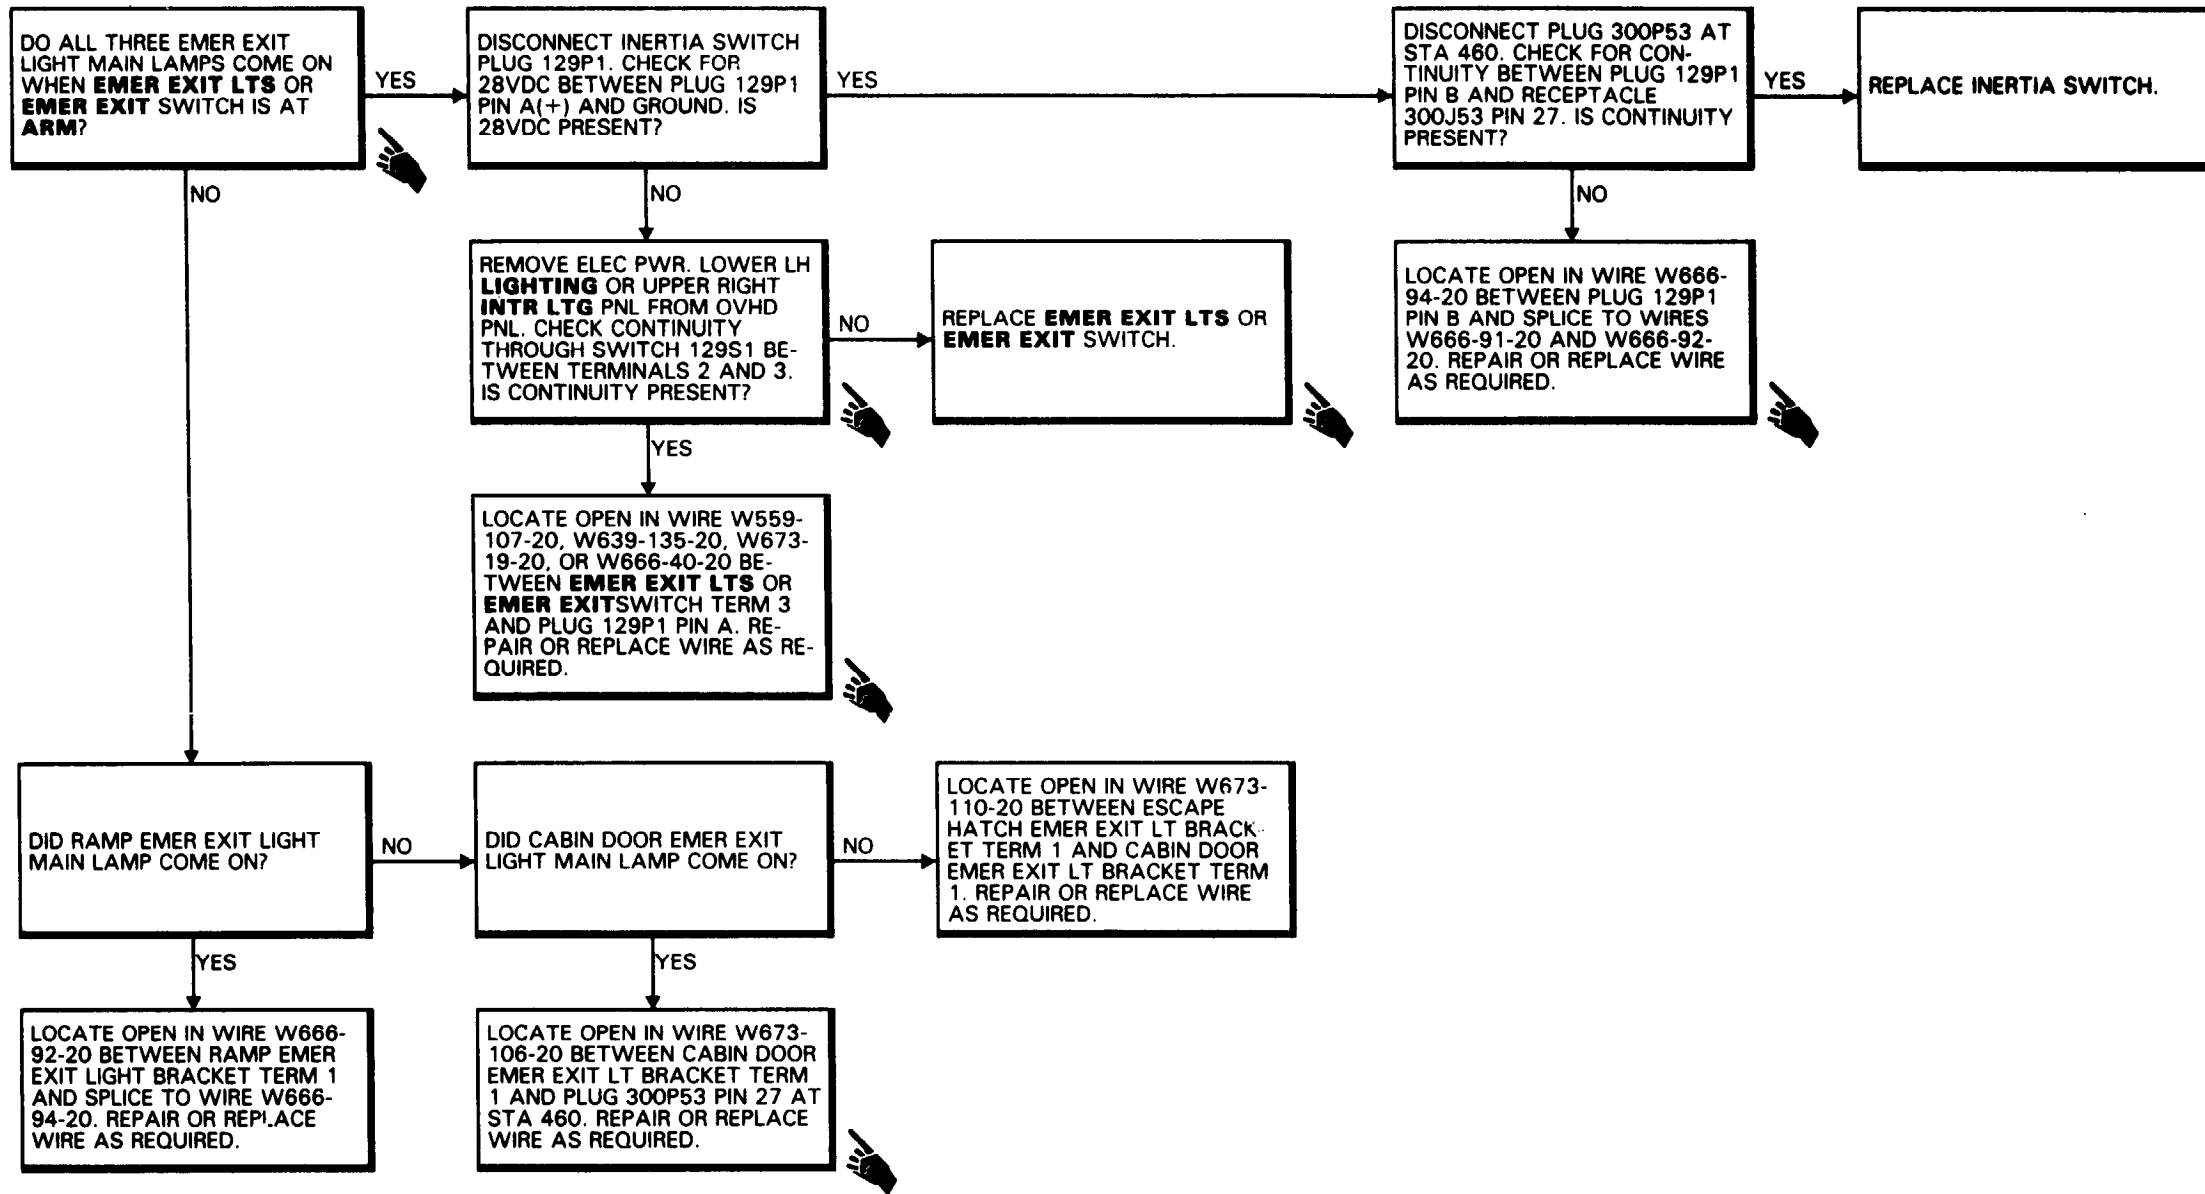 DO ALL THREE EMER EXIT
LIGHT MAIN LAMPS COME ON
WHEN EMER EXIT LTS OR
EMER EXIT SWITCH IS AT
ARM?
YES
NO
DISCONNECT INERTIA SWITCH
PLUG 129P1. CHECK FOR
28VDC BETWEEN PLUG 129P1
PIN A(+) AND GROUND. IS
28VDC PRESENT?
YES
NO
DISCONNECT PLUG 300P53 AT
STA 460. CHECK FOR CON-
TINUITY BETWEEN PLUG 129P1
PIN B AND RECEPTACLE
300J53 PIN 27. IS CONTINUITY
PRESENT?
YES
NO
REPLACE INERTIA SWITCH.
REMOVE ELEC PWR. LOWER LH
LIGHTING OR UPPER RIGHT
INTR LTG PNL FROM OVHD
PNL. CHECK CONTINUITY
THROUGH SWITCH 129S1 BE-
TWEEN TERMINALS 2 AND 3.
IS CONTINUITY PRESENT?
NO
YES
REPLACE EMER EXIT LTS OR
EMER EXIT SWITCH.
LOCATE OPEN IN WIRE W666-
94-20 BETWEEN PLUG 129P1
PIN B AND SPLICE TO WIRES
W666-91-20 AND W666-92-
20. REPAIR OR REPLACE WIRE
AS REQUIRED.
LOCATE OPEN IN WIRE W559-
107-20, W639-135-20, W673-
19-20, OR W666-40-20 BE-
TWEEN EMER EXIT LTS OR
EMER EXITSWITCH TERM 3
AND PLUG 129P1 PIN A. RE-
PAIR OR REPLACE WIRE AS RE-
QUIRED.
DID RAMP EMER EXIT LIGHT
MAIN LAMP COME ON?
NO
YES
DID CABIN DOOR EMER EXIT
LIGHT MAIN LAMP COME ON?
NO
YES
LOCATE OPEN IN WIRE W673-
110-20 BETWEEN ESCAPE
HATCH EMER EXIT LT BRACK-
ET TERM 1 AND CABIN DOOR
EMER EXIT LT BRACKET TERM
1. REPAIR OR REPLACE WIRE
AS REQUIRED.
LOCATE OPEN IN WIRE W666-
92-20 BETWEEN RAMP EMER
EXIT LIGHT BRACKET TERM 1
AND SPLICE TO WIRE W666-
94-20. REPAIR OR REPLACE
WIRE AS REQUIRED.
LOCATE OPEN IN WIRE W673-
106-20 BETWEEN CABIN DOOR
EMER EXIT LT BRACKET TERM
1 AND PLUG 300P53 PIN 27 AT
STA 460. REPAIR OR REPLACE
WIRE AS REQUIRED.